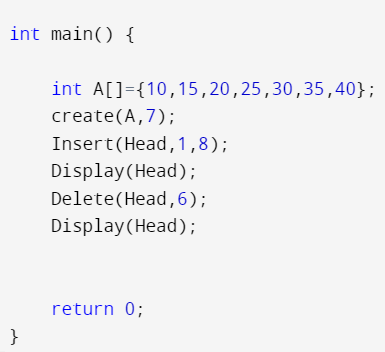 int main() {
int A[]={10,15,20,25,30,35,40};
create(A,7);
Insert(Head,1,8);
Display(Head);
Delete(Head,6);
Display(Head);
return 0;
}